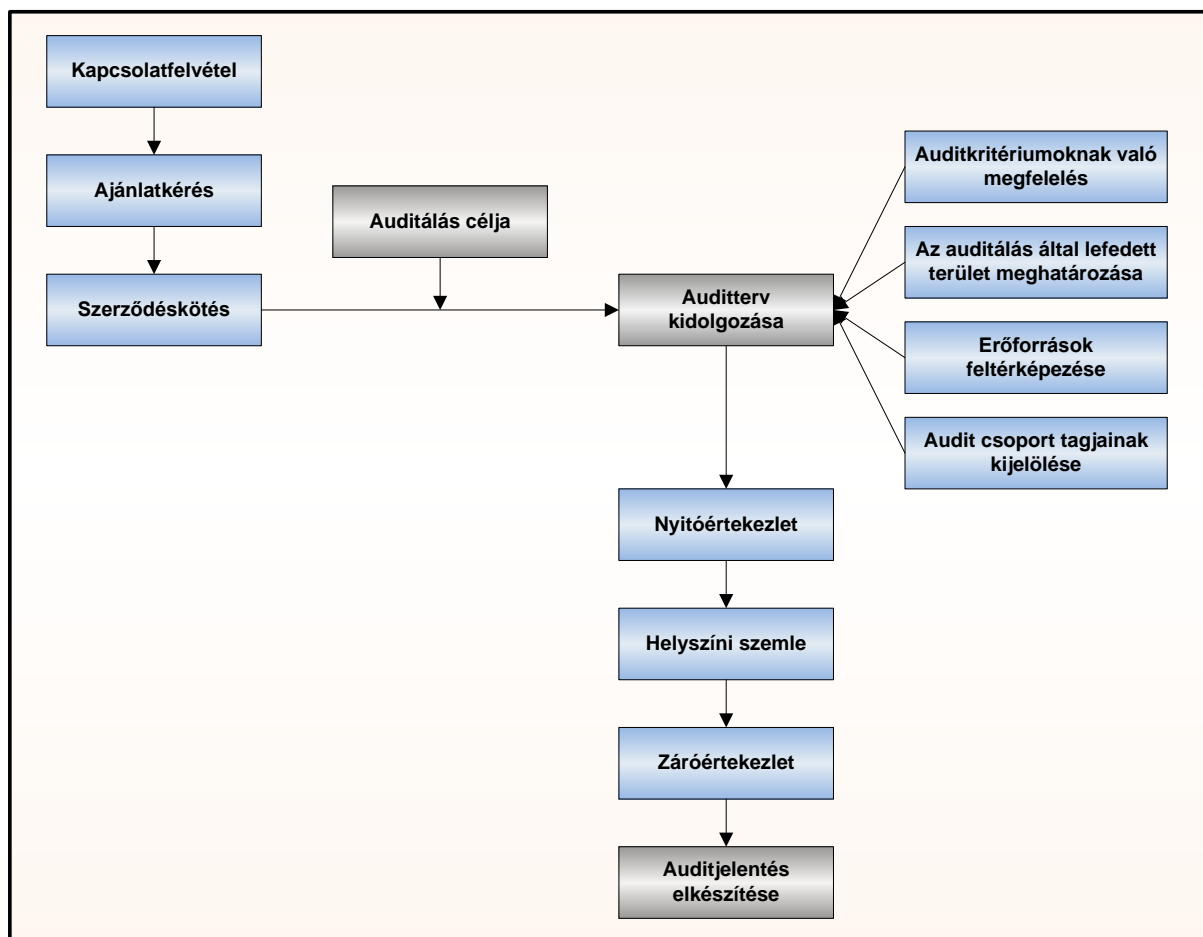 Kapcsolatfelvétel
Ajánlatkérés
Szerződéskötés
Auditálás célja
Auditterv
kidolgozása
Auditkritériumoknak való
megfelelés
Az auditálás által lefedett
terület meghatározása
Erőforrások
feltérképezése
Audit csoport tagjainak
kijelölése
Nyitóértekezlet
Helyszíni szemle
Záróértekezlet
Auditjelentés
elkészítése